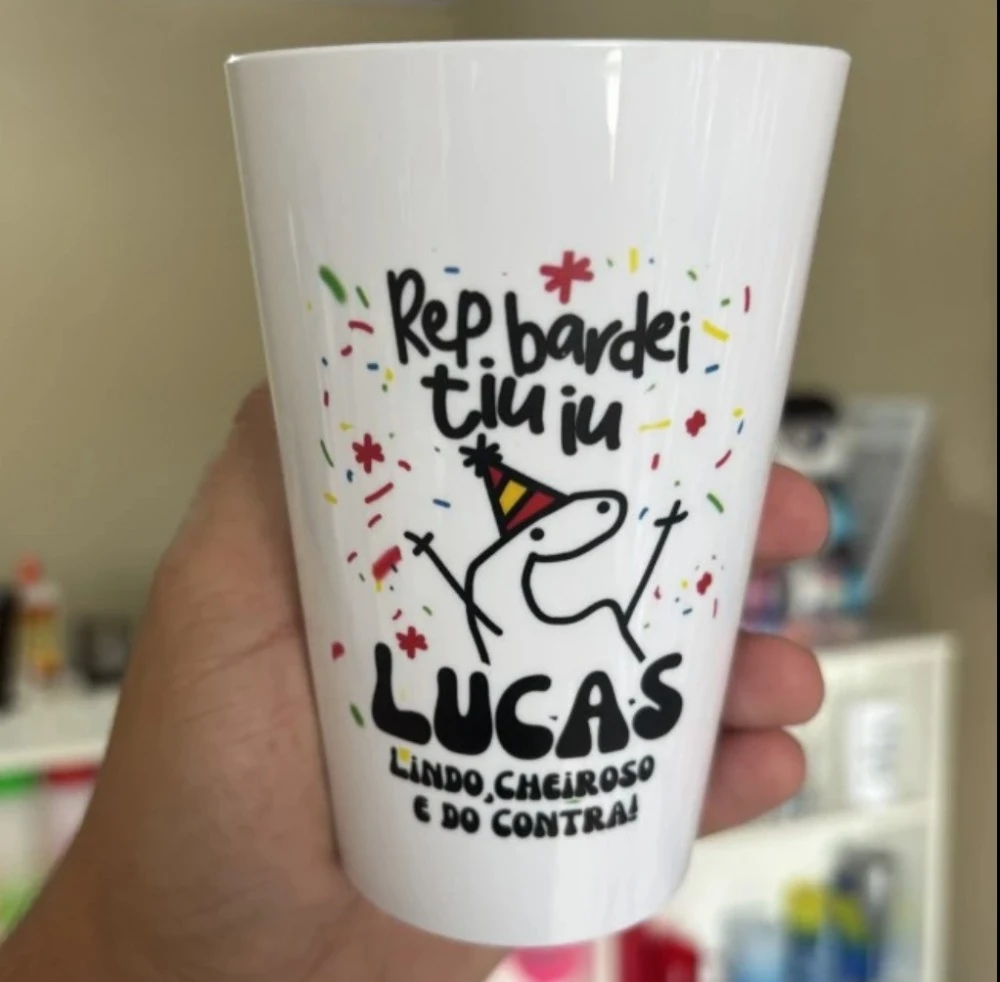 Rep. bardei
tiu iu
LUCAS
LINDO, CHEIROSO
E DO CONTRA!